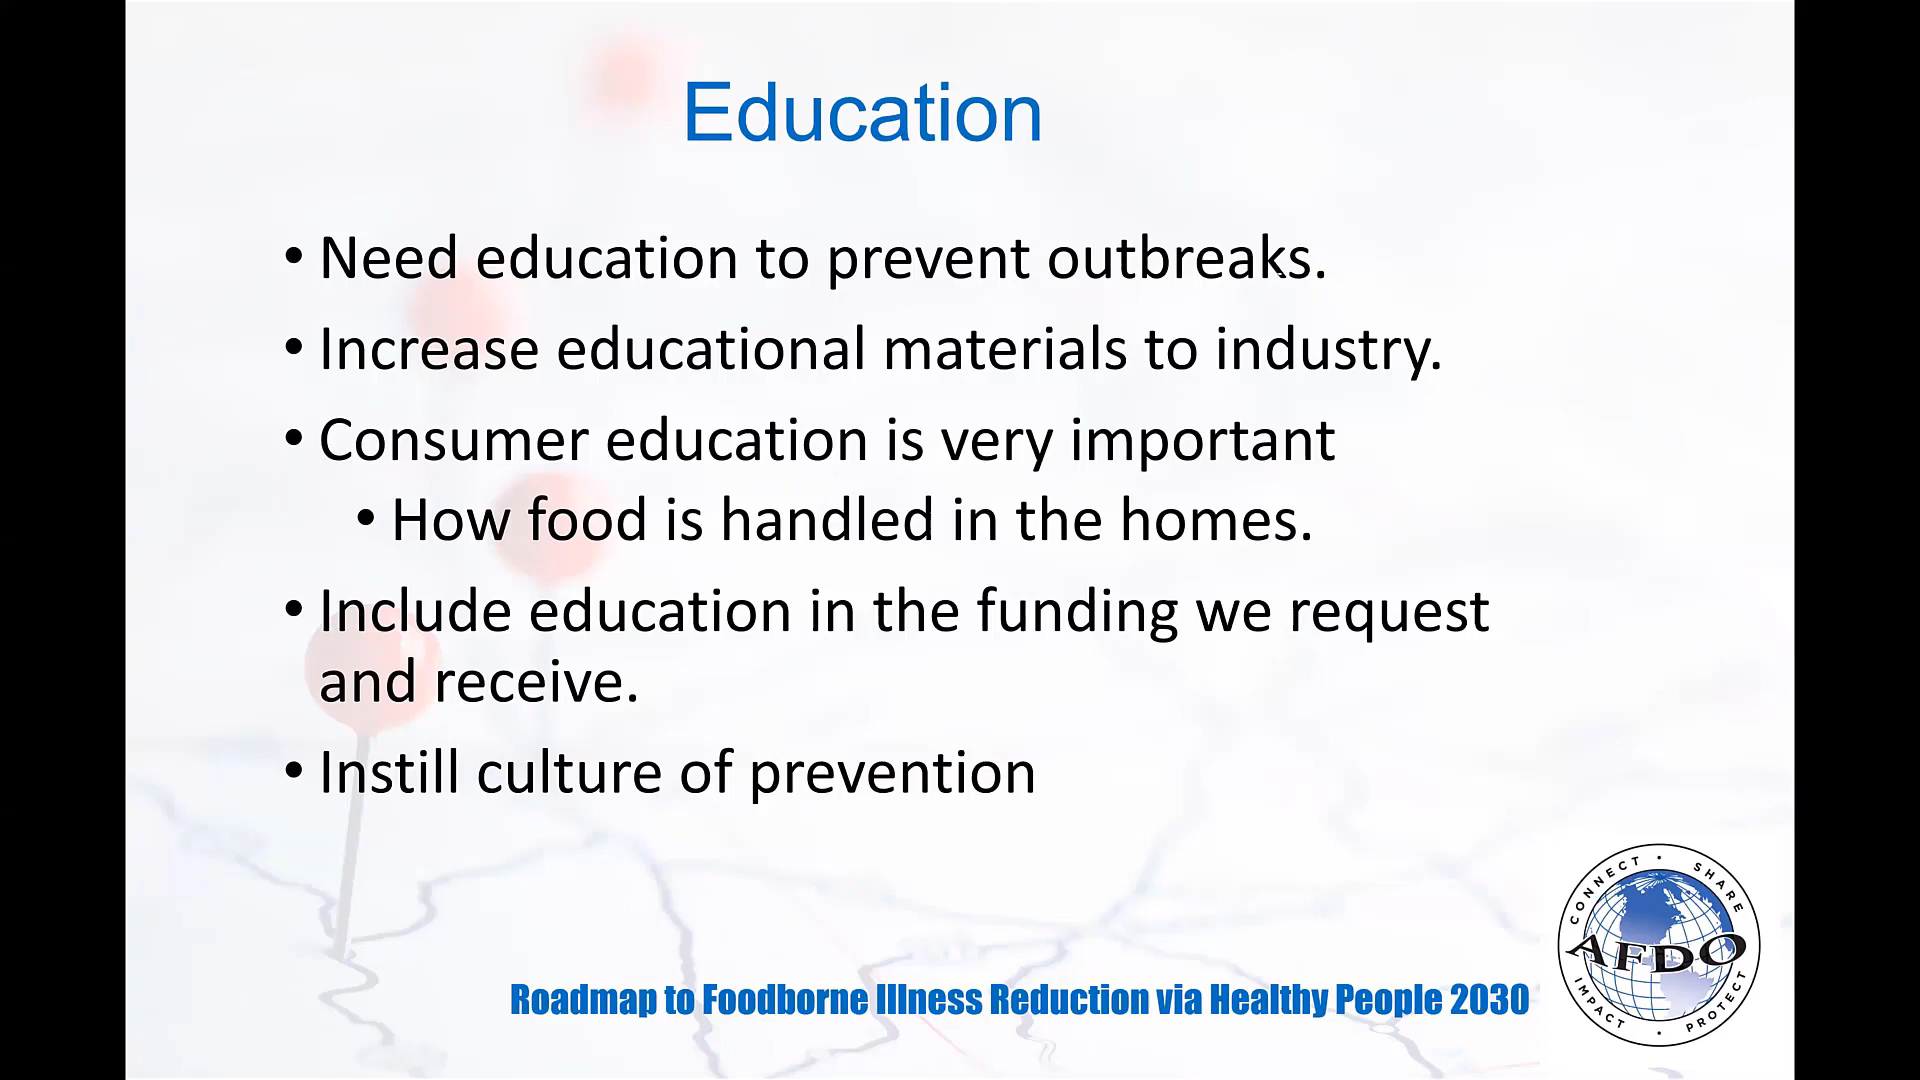 Education
• Need education to prevent outbreaks.
• Increase educational materials to industry.
• Consumer education is very important
• How food is handled in the homes.
• Include education in the funding we request
and receive.
• Instill culture of prevention
Roadmap to Foodborne Illness Reduction via Healthy People 2030
CONNECT • SHARE
AFDO
IMPACT • PROTECT